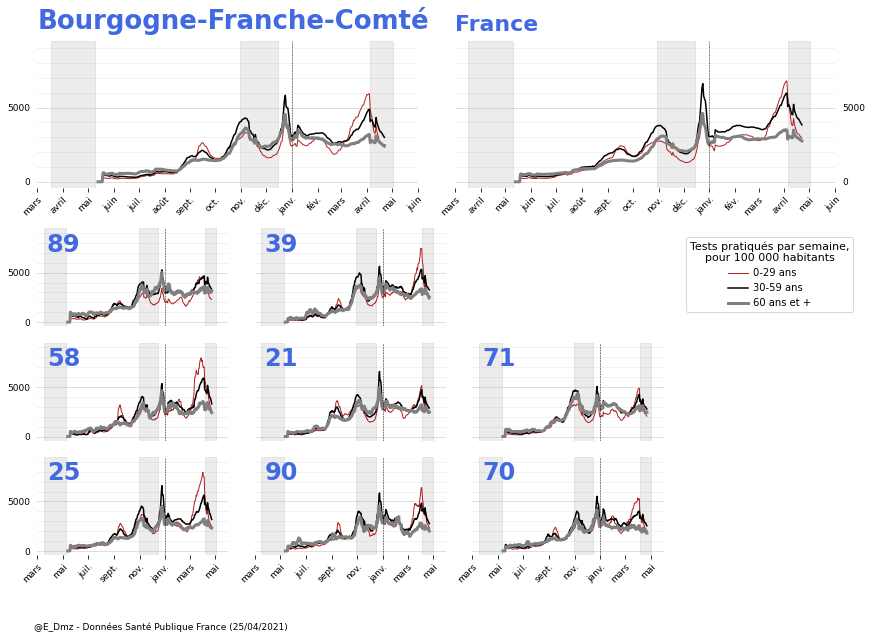 Bourgogne-Franche-Comté
France
5000
0
mars avril mai juin juil. août sept. oct. nov. déc. janv. fév. mars avril mai juin
5000
0
mars avril mai juin juil. août sept. oct. nov. déc. janv. fév. mars avril mai juin
Tests pratiqués par semaine,
pour 100 000 habitants
0-29 ans
30-59 ans
60 ans et +
89
39
5000
0
58
21
71
5000
0
25
90
70
5000
0
mars mai juil. sept. nov. janv. mars mai
mars mai juil. sept. nov. janv. mars mai
mars mai juil. sept. nov. janv. mars mai
@E_Dmz - Données Santé Publique France (25/04/2021)